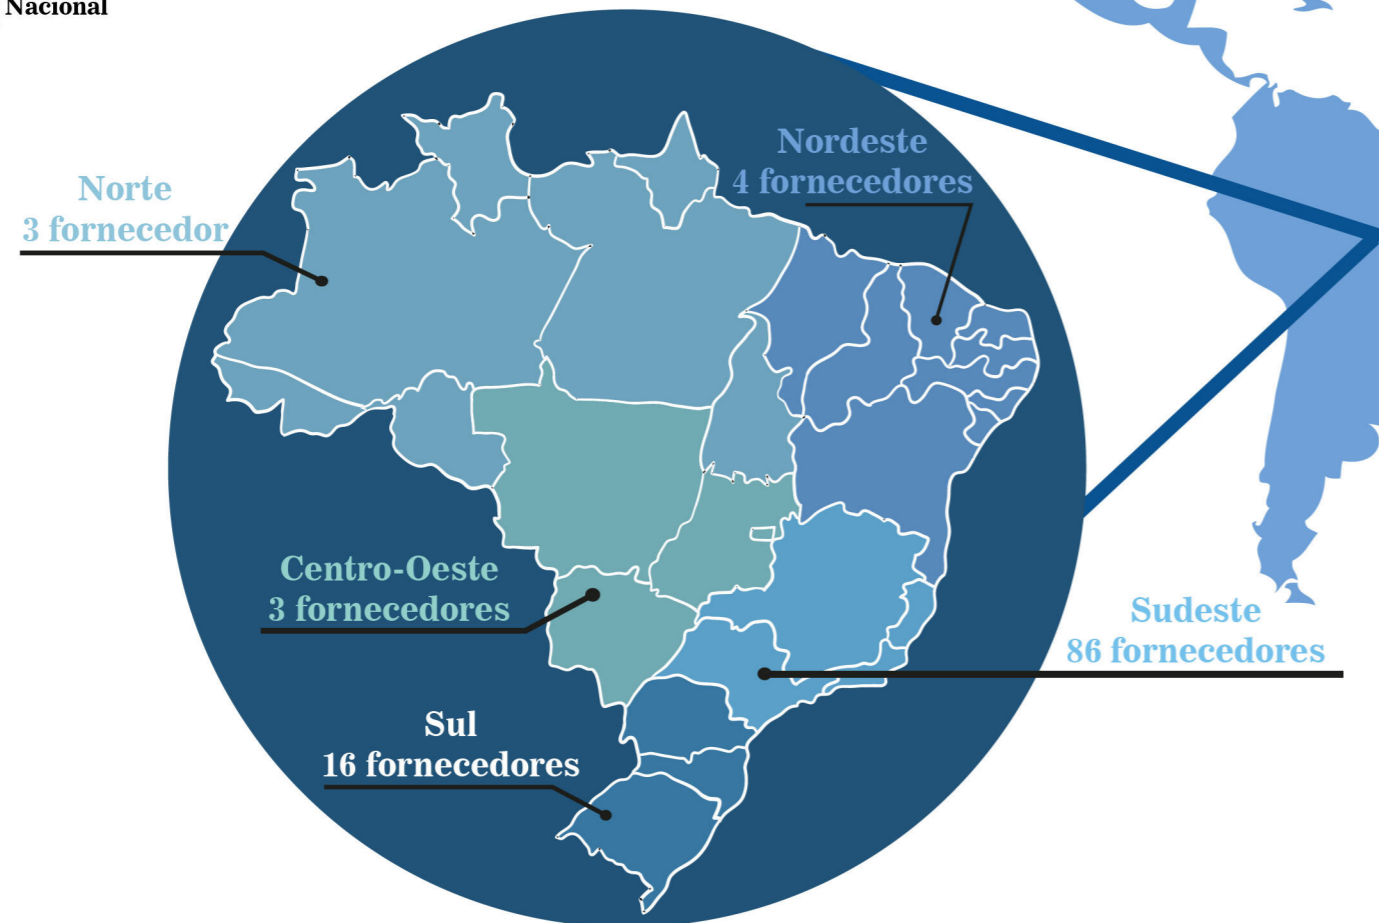 Nacional
Nordeste
4 fornecedores
Norte
3 fornecedor
Centro-Oeste
3 fornecedores
Sudeste
86 fornecedores
Sul
16 fornecedores